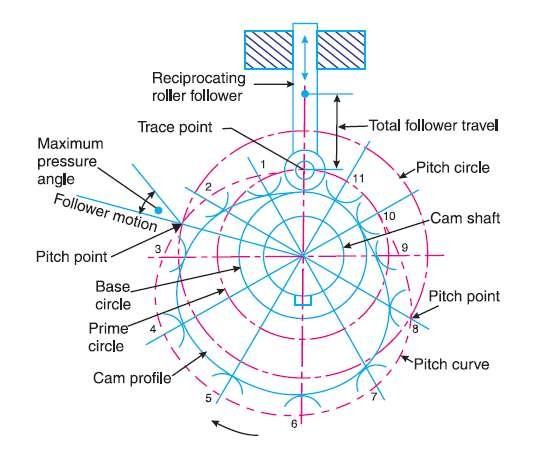 Reciprocating
roller follower
Trace point
Total follower travel
Maximum
pressure
angle
Follower motion
Pitch circle
1
2
11
10
Cam shaft
Pitch point
3
9
Base
circle
Pitch point
Prime
circle
4
8
Pitch curve
Cam profile
5
7
6